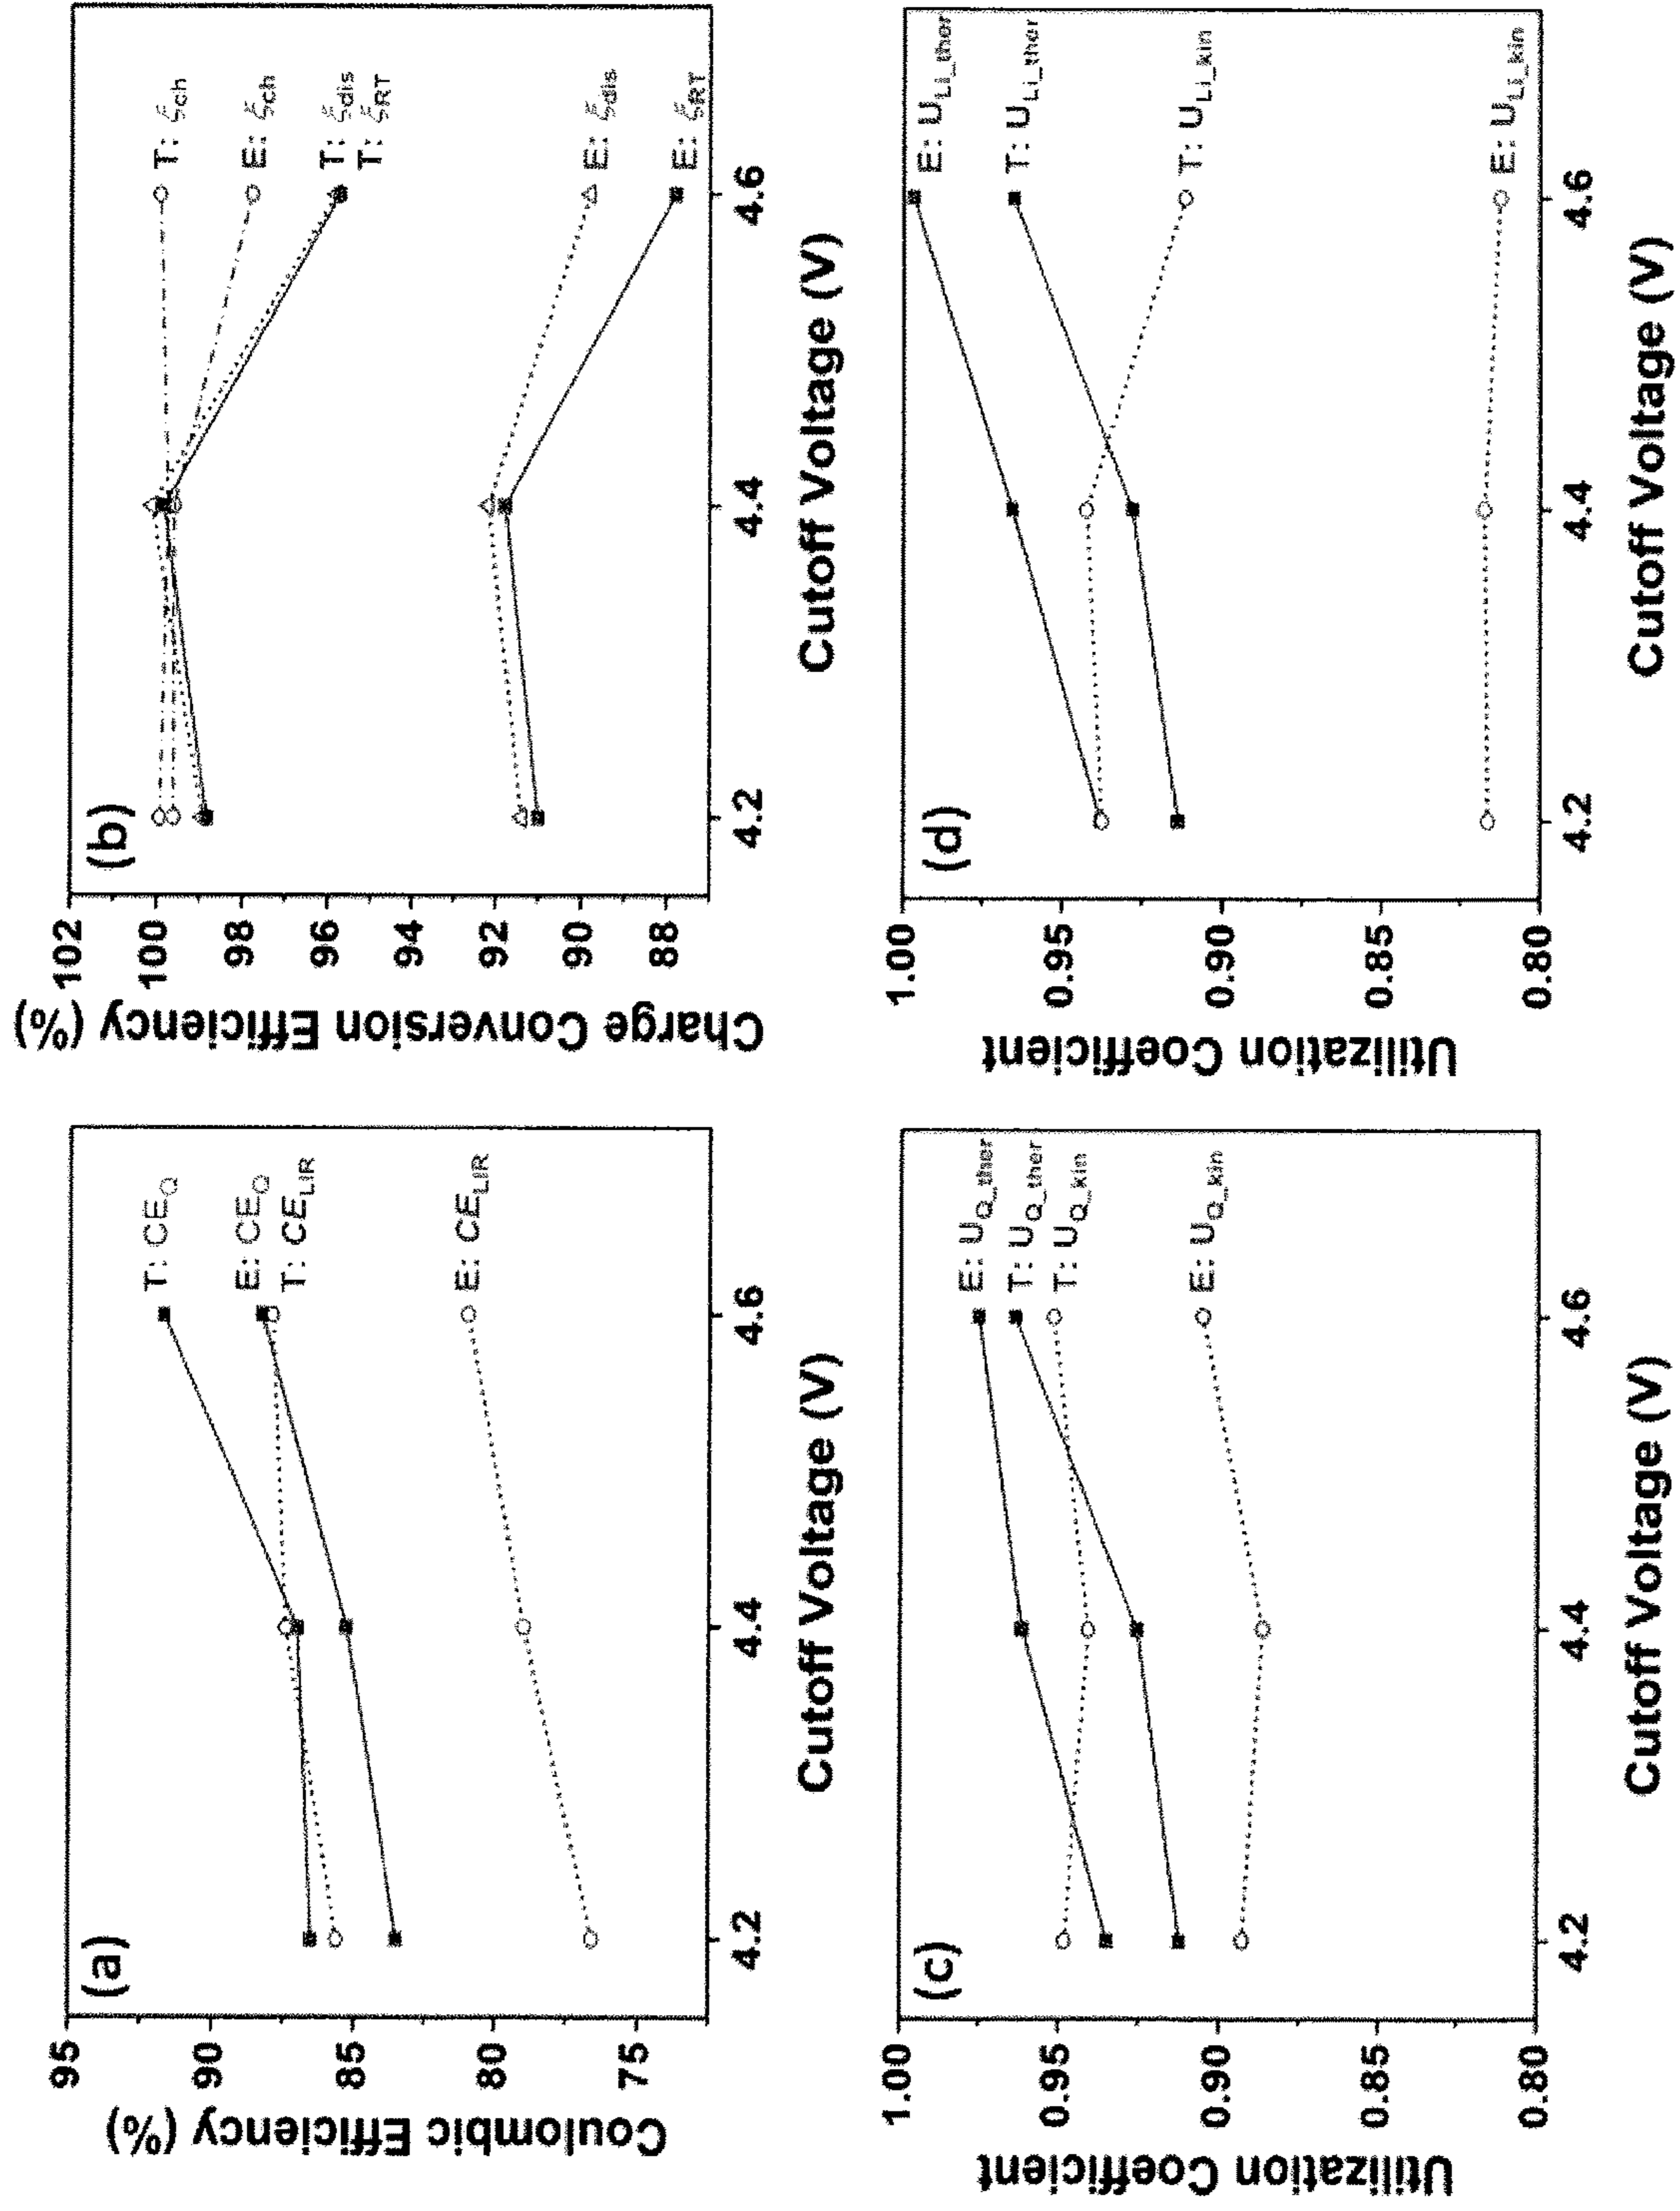 (a)
95
90
85
80
75
Coulombic Efficiency (%)
4.2
4.4
4.6
Cutoff Voltage (V)
T: CE_Q
E: CE_Q
T: CE_LIR
E: CE_LIR
(b)
102
100
98
96
94
92
90
88
Charge Conversion Efficiency (%)
4.2
4.4
4.6
Cutoff Voltage (V)
T: ξ_ch
E: ξ_ch
T: ξ_dis
T: ξ_RT
E: ξ_dis
E: ξ_RT
(c)
1.00
0.95
0.90
0.85
0.80
Utilization Coefficient
4.2
4.4
4.6
Cutoff Voltage (V)
E: U_Q_ther
T: U_Q_ther
T: U_Q_kin
E: U_Q_kin
(d)
1.00
0.95
0.90
0.85
0.80
Utilization Coefficient
4.2
4.4
4.6
Cutoff Voltage (V)
E: U_Li_ther
T: U_Li_ther
T: U_Li_kin
E: U_Li_kin